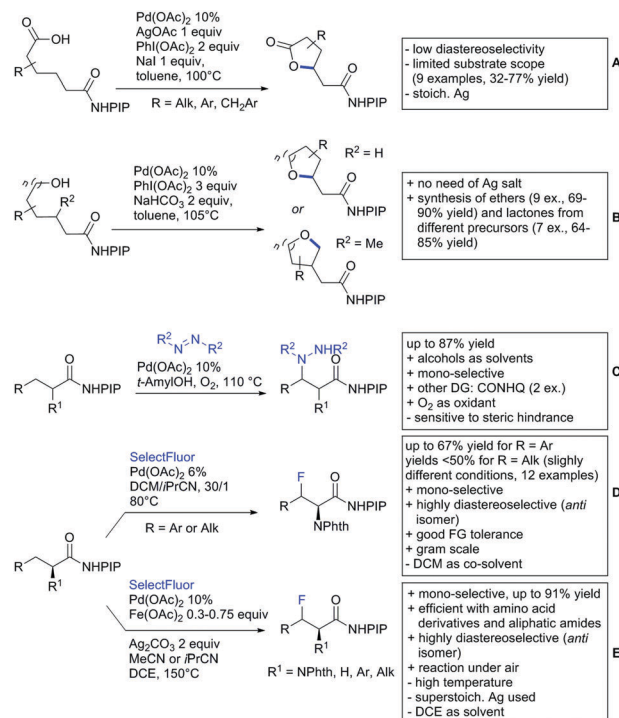 O
OH
R
O
NHPIP
Pd(OAc)2 10%
AgOAc 1 equiv
PhI(OAc)2 2 equiv
NaI 1 equiv,
toluene, 100°C
R = Alk, Ar, CH2Ar
O
O
R
O
NHPIP
- low diastereoselectivity
- limited substrate scope
(9 examples, 32-77% yield)
- stoich. Ag
A
n( OH
R2
R
O
NHPIP
Pd(OAc)2 10%
PhI(OAc)2 3 equiv
NaHCO3 2 equiv,
toluene, 105°C
n(
R
O
R2 = H
O
NHPIP
or
n(
O
R2 = Me
R
O
NHPIP
+ no need of Ag salt
+ synthesis of ethers (9 ex., 69-
90% yield) and lactones from
different precursors (7 ex., 64-
85% yield)
B
R
O
NHPIP
R1
R2
N=N
R2
Pd(OAc)2 10%
t-AmylOH, O2, 110 °C
R2
N
NHR2
O
R
NHPIP
R1
up to 87% yield
+ alcohols as solvents
+ mono-selective
+ other DG: CONHQ (2 ex.)
+ O2 as oxidant
- sensitive to steric hindrance
C
SelectFluor
Pd(OAc)2 6%
DCM/iPrCN, 30/1
80°C
R = Ar or Alk
F
O
R
NHPIP
NPhth
up to 67% yield for R = Ar
yields <50% for R = Alk (slightly
different conditions, 12 examples)
+ mono-selective
+ highly diastereoselective (anti
isomer)
+ good FG tolerance
+ gram scale
- DCM as co-solvent
D
O
R
NHPIP
R1
SelectFluor
Pd(OAc)2 10%
Fe(OAc)2 0.3-0.75 equiv
Ag2CO3 2 equiv
MeCN or iPrCN
DCE, 150°C
F
O
R
NHPIP
R1
R1 = NPhth, H, Ar, Alk
+ mono-selective, up to 91% yield
+ efficient with amino acid
derivatives and aliphatic amides
+ highly diastereoselective (anti
isomer)
+ reaction under air
- high temperature
- superstoich. Ag used
- DCE as solvent
E